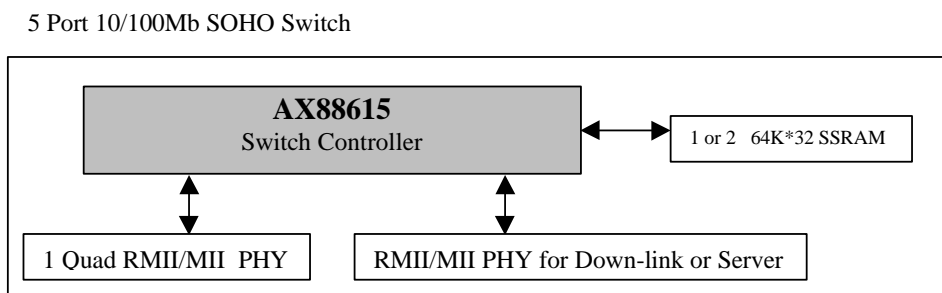 5 Port 10/100Mb SOHO Switch
AX88615
Switch Controller
1 or 2 64K*32 SSRAM
1 Quad RMII/MII PHY
RMII/MII PHY for Down-link or Server